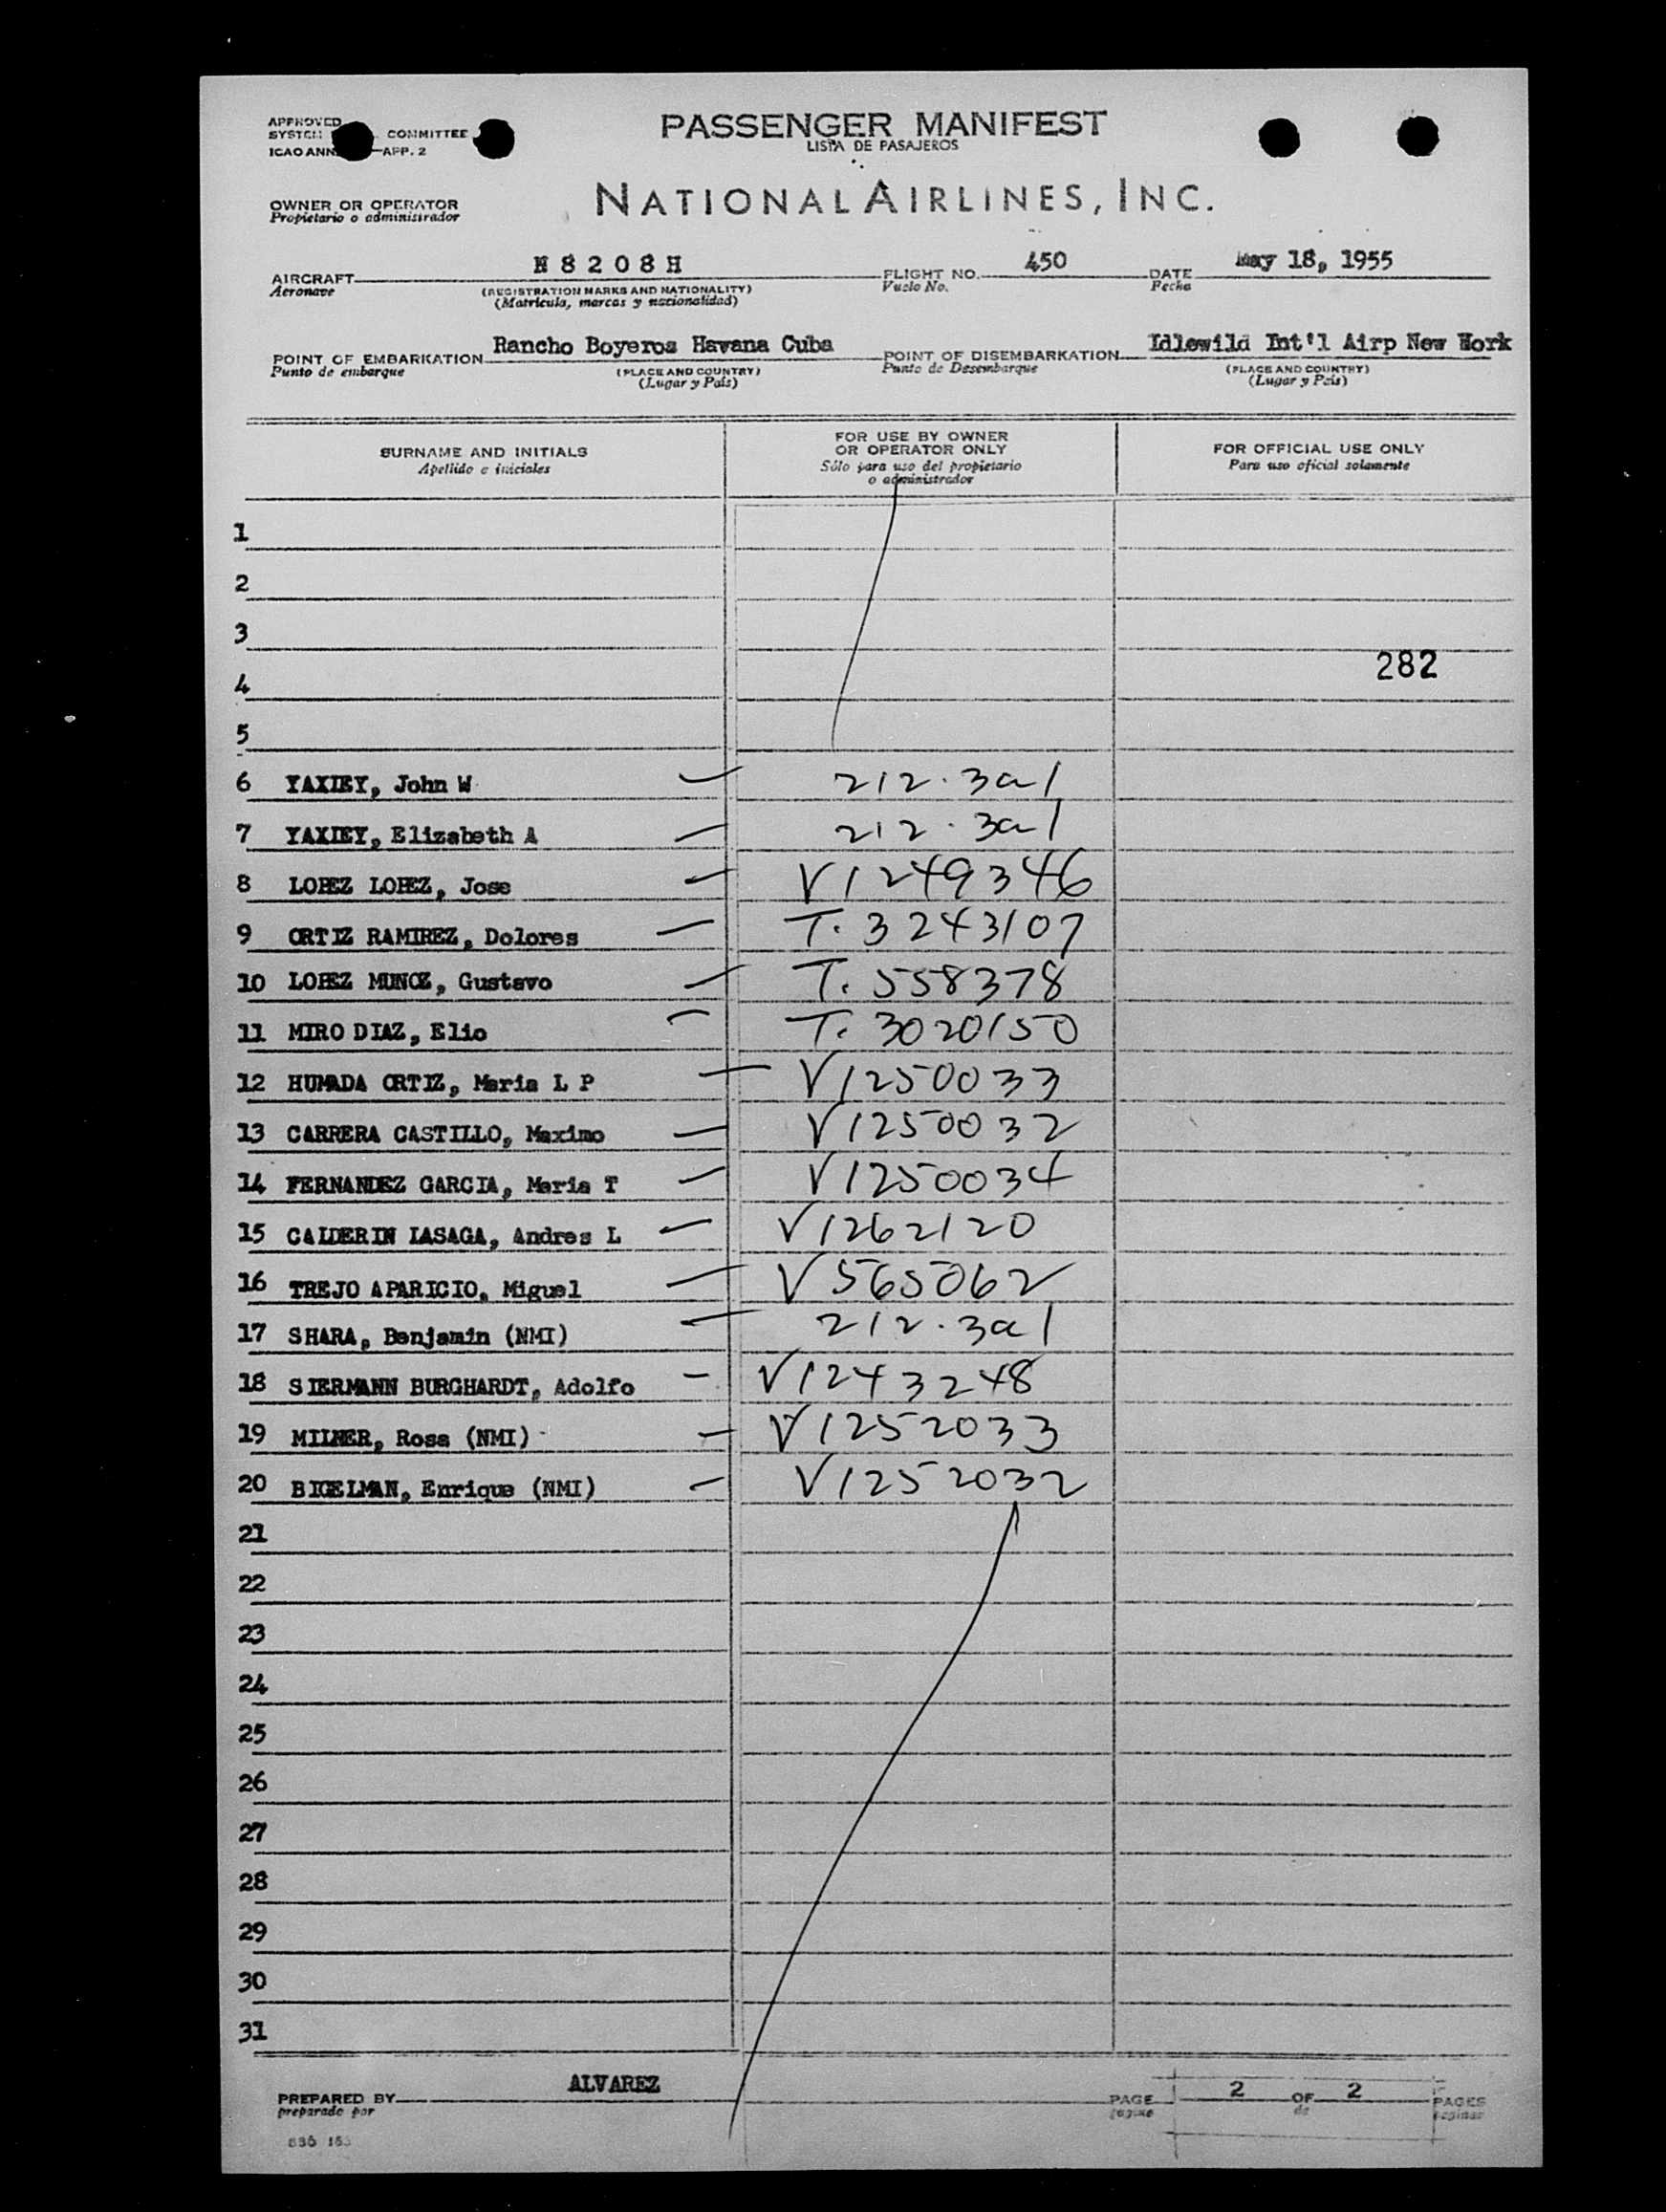 APPROVED
SYSTEM COMMITTEE
ICAO ANN -APP. 2
PASSENGER MANIFEST
LISTA DE PASAJEROS
OWNER OR OPERATOR
Propietario o administrador
NATIONAL AIRLINES, INC.
AIRCRAFT N8208H FLIGHT NO. 450 DATE May 18, 1955
Aeronave (REGISTRATION MARKS AND NATIONALITY) Vuelo No. Fecha
(Matrícula, marcas y nacionalidad)
POINT OF EMBARKATION Rancho Boyeros Havana Cuba POINT OF DISEMBARKATION Idlewild Int'l Airp New York
Punto de embarque (PLACE AND COUNTRY) Punto de Desembarque (PLACE AND COUNTRY)
(Lugar y País) (Lugar y País)
SURNAME AND INITIALS FOR USE BY OWNER OR OPERATOR ONLY FOR OFFICIAL USE ONLY
Apellido e iniciales Sólo para uso del propietario o administrador Para uso oficial solamente
1
2
3
282
4
5
6 YAXLEY, John W 212.3a1
7 YAXLEY, Elizabeth A 212.3a1
8 LOPEZ LOPEZ, Jose V1249346
9 ORTIZ RAMIREZ, Dolores T. 3243107
10 LOPEZ MUNOZ, Gustavo T. 558378
11 MIRO DIAZ, Elio T. 3020150
12 HUMADA ORTIZ, Maria L P V1250033
13 CARRERA CASTILLO, Maximo V1250032
14 FERNANDEZ GARCIA, Maria T V1250034
15 CALDERIN LASAGA, Andres L V1262120
16 TREJO APARICIO, Miguel V565062
17 SHARA, Benjamin (NMI) 212.3a1
18 SIERMANN BURGHARDT, Adolfo V1243248
19 MILNER, Rosa (NMI) V1252033
20 BIGELMAN, Enrique (NMI) V1252032
21
22
23
24
25
26
27
28
29
30
31
PREPARED BY ALVAREZ PAGE 2 OF 2 PAGES
preparado por página de páginas